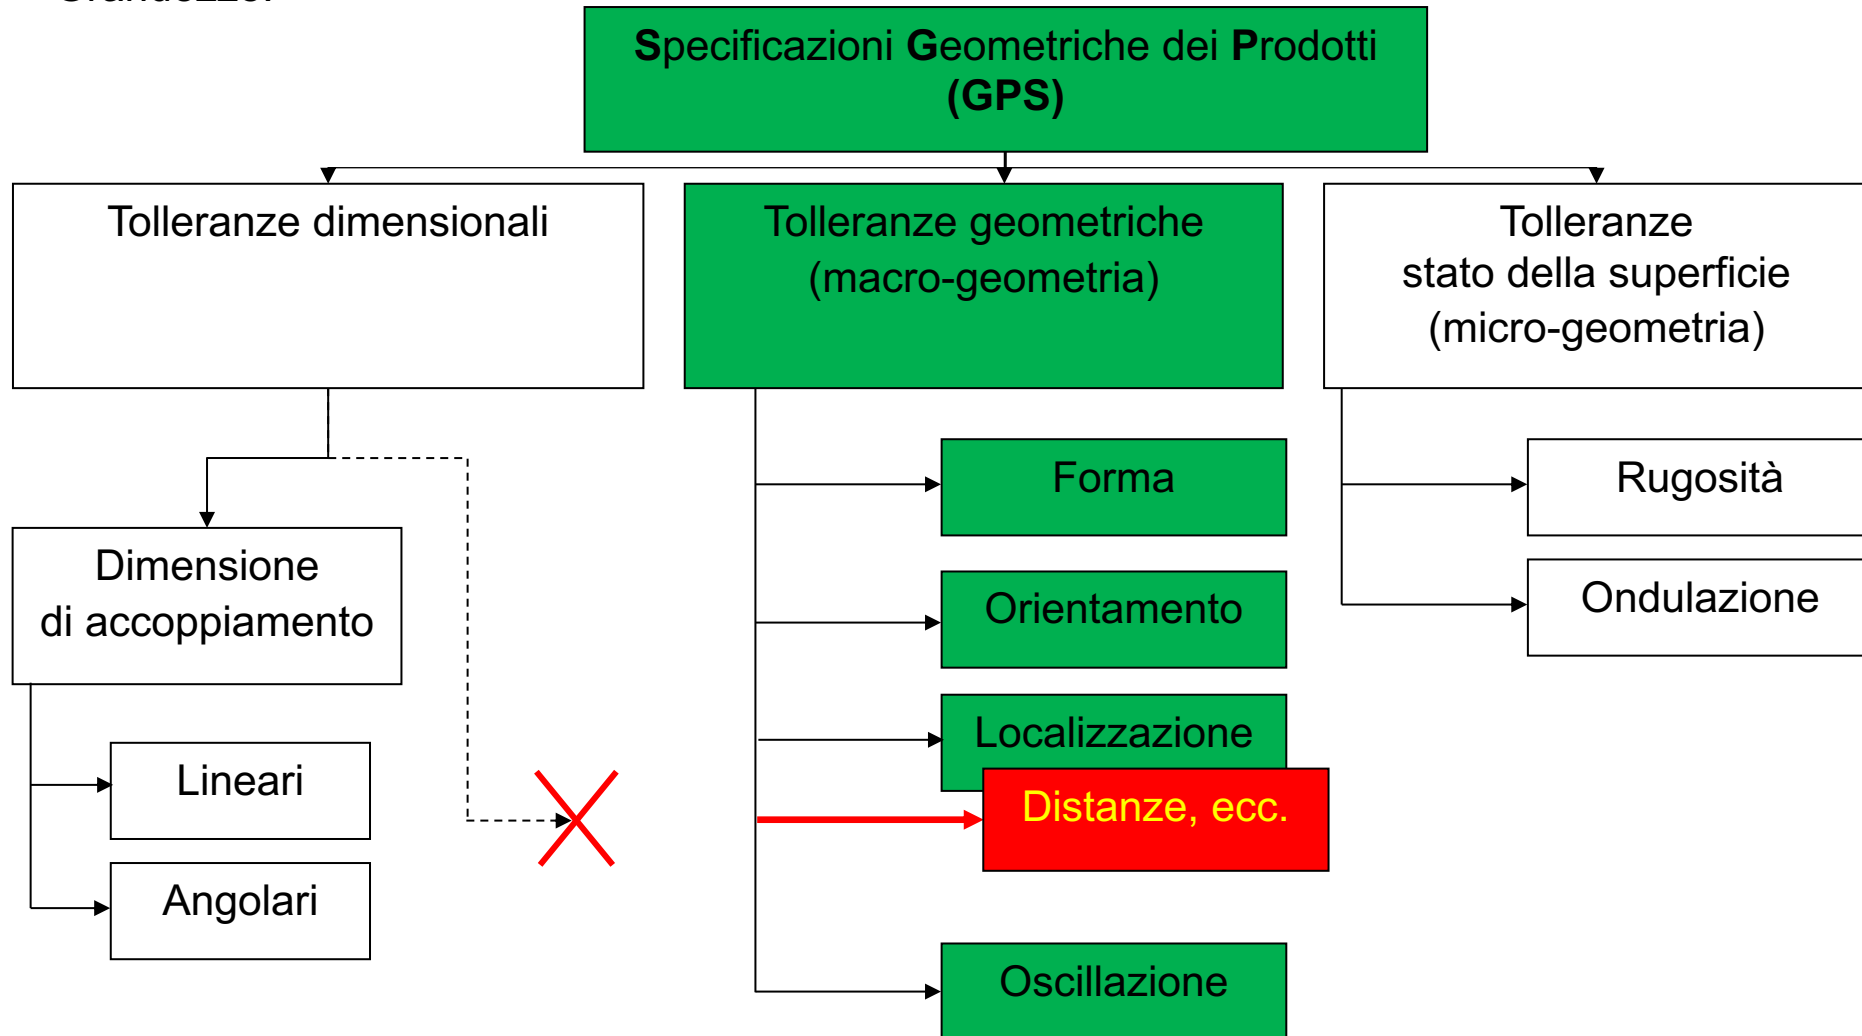 Specificazioni Geometriche dei Prodotti
(GPS)
Tolleranze dimensionali
Tolleranze geometriche
(macro-geometria)
Tolleranze
stato della superficie
(micro-geometria)
Dimensione
di accoppiamento
Lineari
Angolari
Forma
Orientamento
Localizzazione
Distanze, ecc.
Oscillazione
Rugosità
Ondulazione